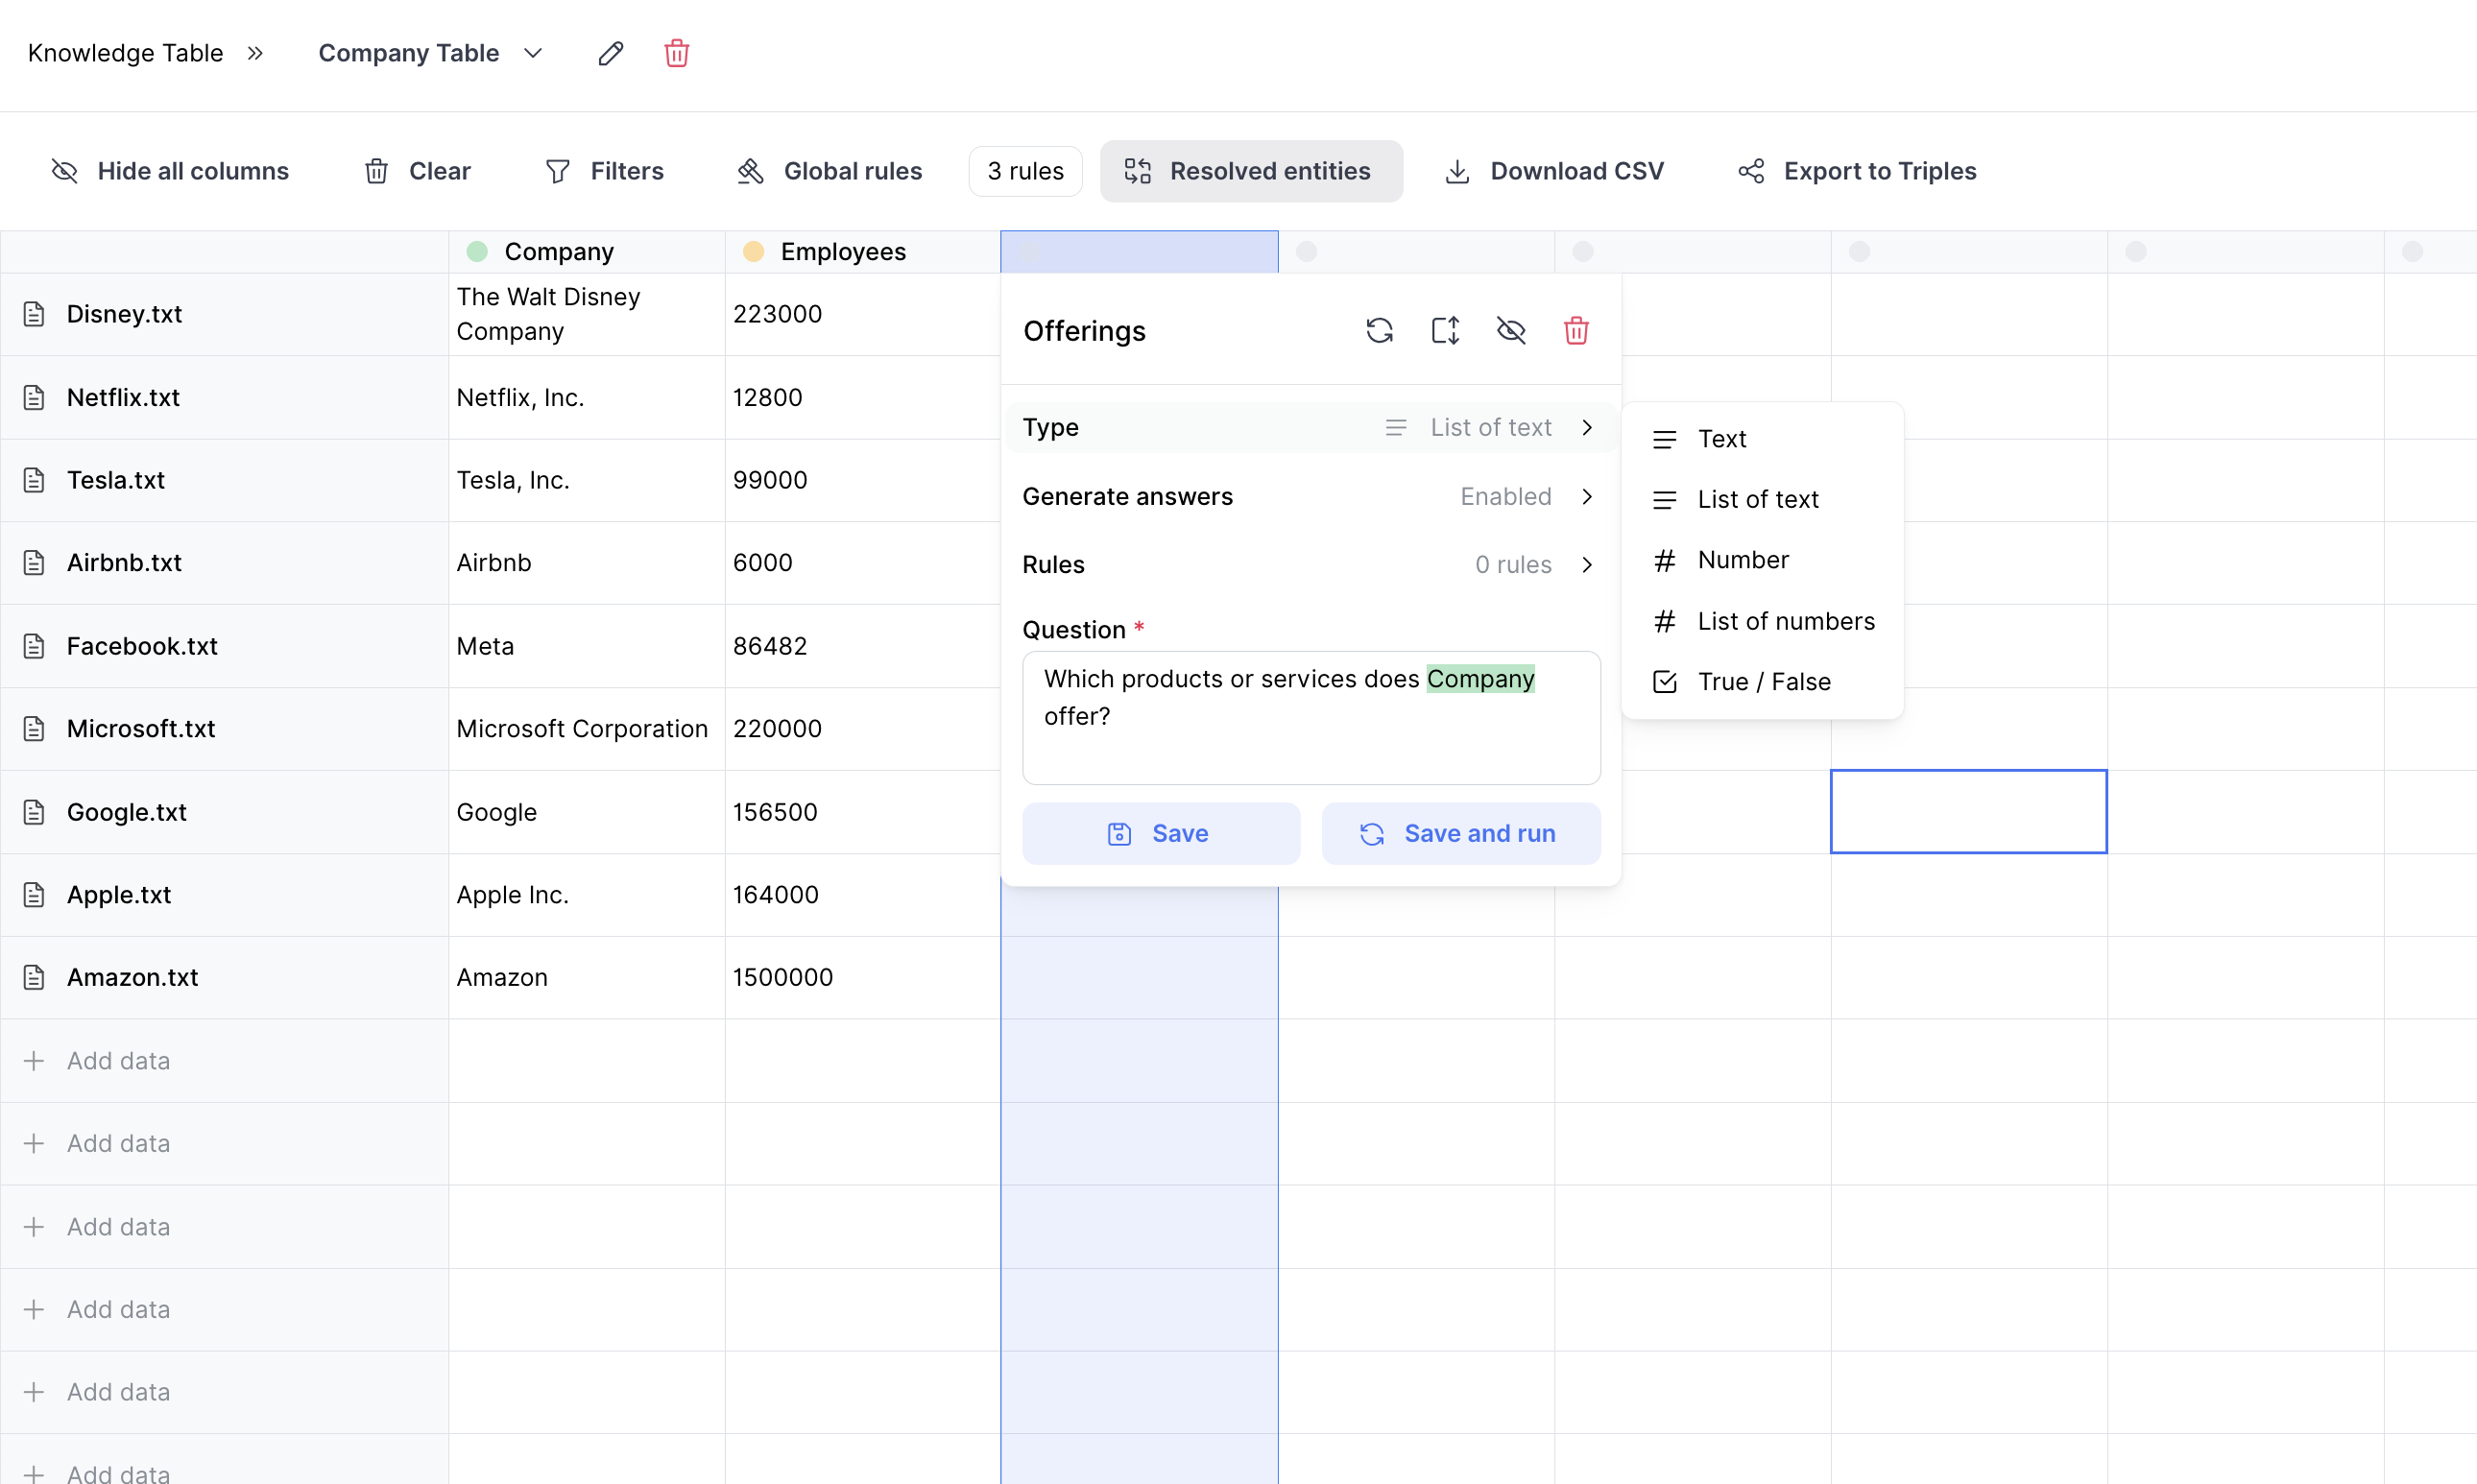 Knowledge Table
Company Table
Hide all columns
Clear
Filters
Global rules
3 rules
Resolved entities
Download CSV
Export to Triples
Company
Employees
Disney.txt
The Walt Disney
Company
223000
Netflix.txt
Netflix, Inc.
12800
Tesla.txt
Tesla, Inc.
99000
Airbnb.txt
Airbnb
6000
Facebook.txt
Meta
86482
Microsoft.txt
Microsoft Corporation
220000
Google.txt
Google
156500
Apple.txt
Apple Inc.
164000
Amazon.txt
Amazon
1500000
Add data
Add data
Add data
Add data
Add data
Add data
Offerings
Type
List of text
Generate answers
Enabled
Rules
0 rules
Question *
Which products or services does Company
offer?
Save
Save and run
Text
List of text
Number
List of numbers
True / False